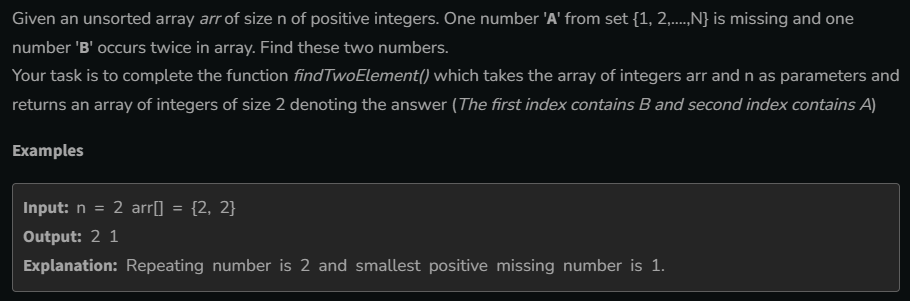 Given an unsorted array arr of size n of positive integers. One number 'A' from set {1, 2,....,N} is missing and one
number 'B' occurs twice in array. Find these two numbers.
Your task is to complete the function findTwoElement() which takes the array of integers arr and n as parameters and
returns an array of integers of size 2 denoting the answer (The first index contains B and second index contains A)
Examples
Input: n = 2 arr[] = {2, 2}
Output: 2 1
Explanation: Repeating number is 2 and smallest positive missing number is 1.